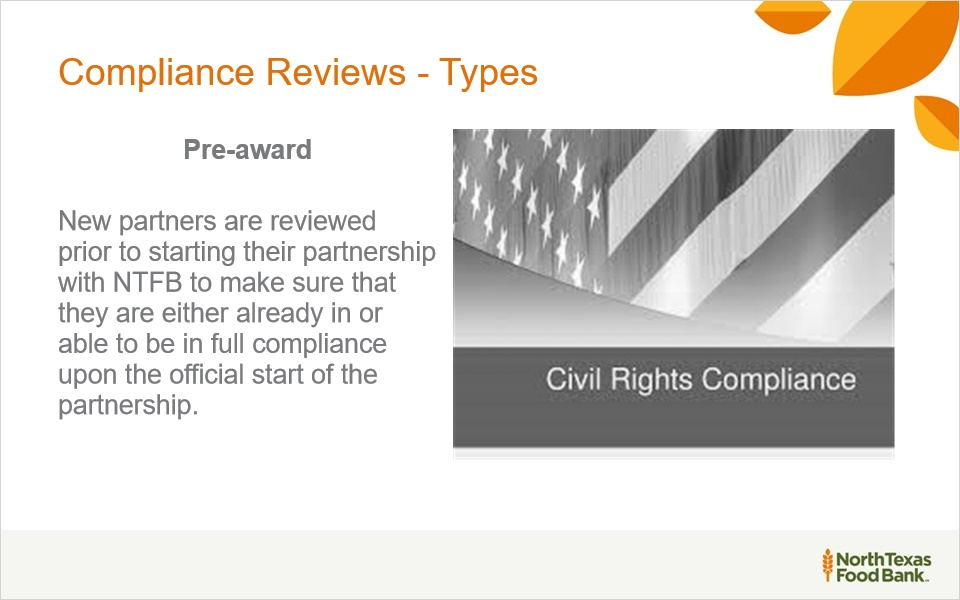 Compliance Reviews - Types
Pre-award
New partners are reviewed
prior to starting their partnership
with NTFB to make sure that
they are either already in or
able to be in full compliance
upon the official start of the
partnership.
Civil Rights Compliance
North Texas
Food Bank